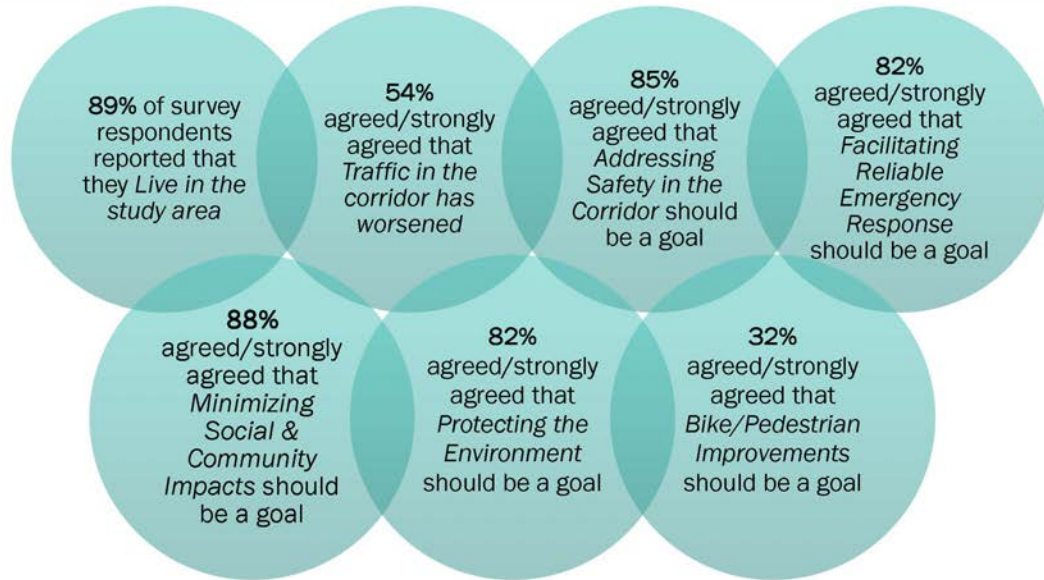 89% of survey
respondents
reported that
they Live in the
study area
54%
agreed/strongly
agreed that
Traffic in the
corridor has
worsened
85%
agreed/strongly
agreed that
Addressing
Safety in the
Corridor should
be a goal
82%
agreed/strongly
agreed that
Facilitating
Reliable
Emergency
Response
should be a goal
88%
agreed/strongly
agreed that
Minimizing
Social &
Community
Impacts should
be a goal
82%
agreed/strongly
agreed that
Protecting the
Environment
should be a goal
32%
agreed/strongly
agreed that
Bike/Pedestrian
Improvements
should be a goal